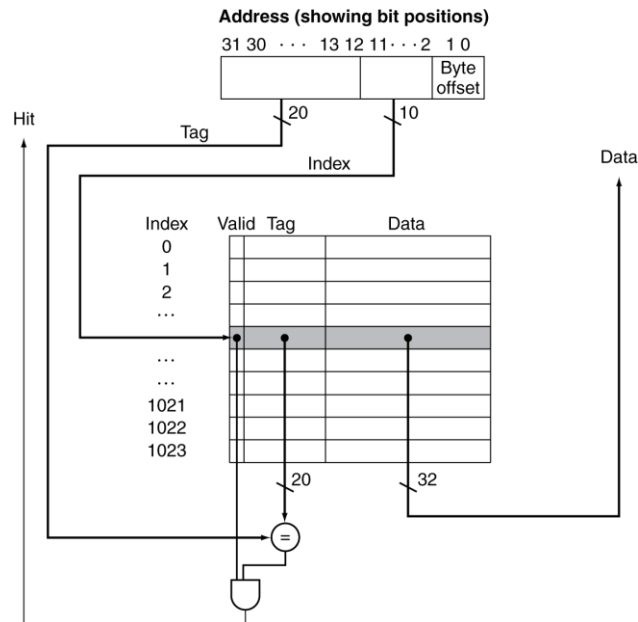 Address (showing bit positions)
31 30 · · · 13 12 11 · · · 2 1 0
Byte
offset
20
10
Hit
Tag
Data
Index
Index Valid Tag Data
0
1
2
...
...
...
1021
1022
1023
20
32
=